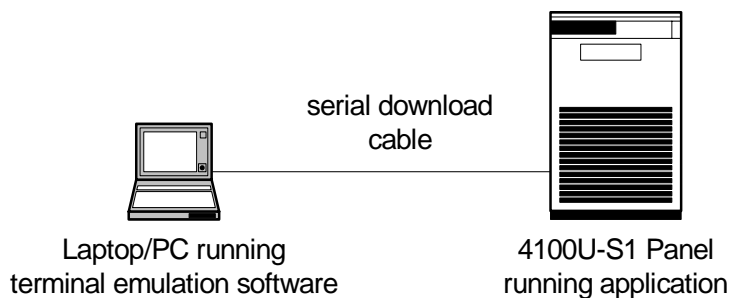 serial download
cable
Laptop/PC running
terminal emulation software
4100U-S1 Panel
running application